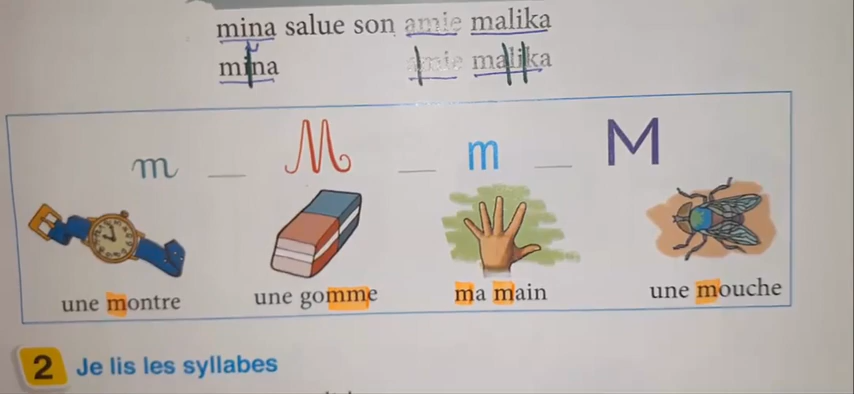 mina salue son amie malika
mina amie malika
m _ M _ m _ M
une montre une gomme ma main une mouche
2 Je lis les syllabes